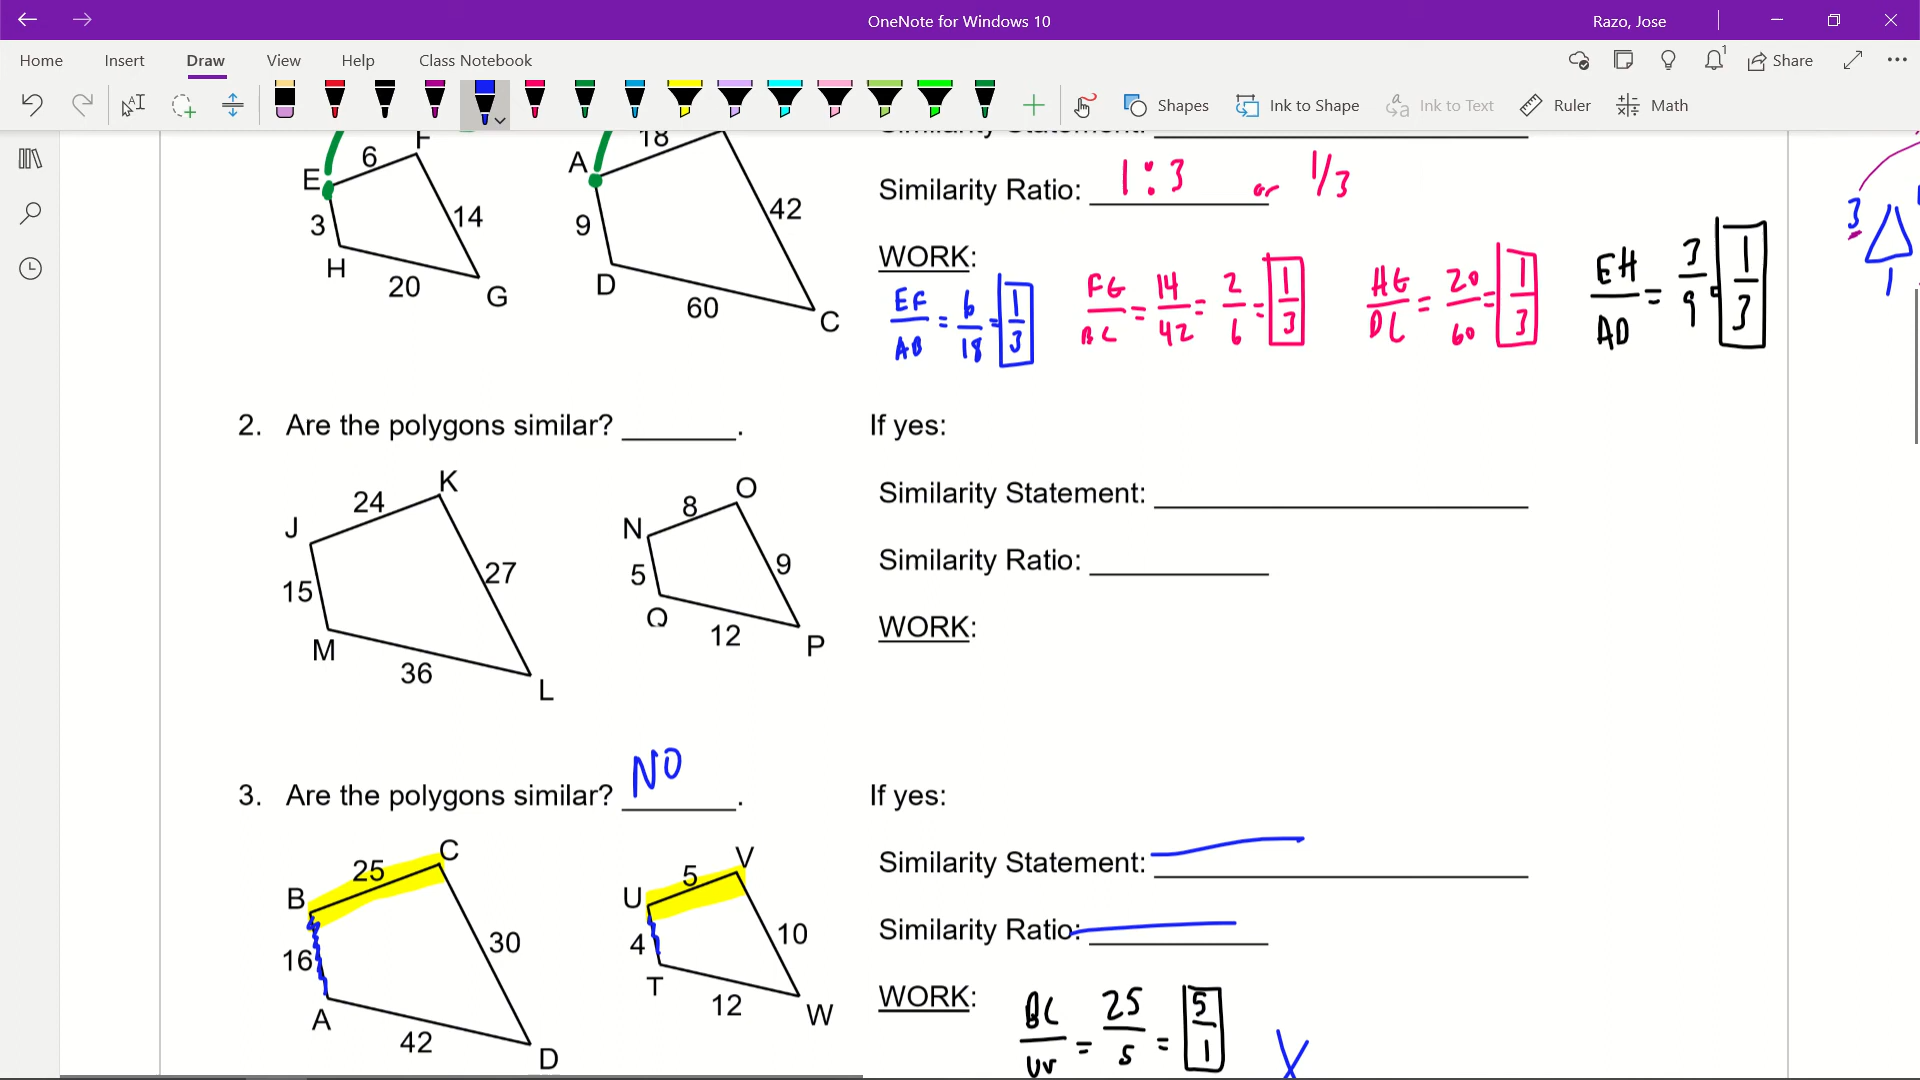 OneNote for Windows 10
Razo, Jose
Home Insert Draw View Help Class Notebook
1
Share
Shapes Ink to Shape Ink to Text Ruler Math
F
6
E
3
14
H
20
G
18
A
9
42
D
60
C
Similarity Statement:
Similarity Ratio: 1:3 or 1/3
WORK:
EF/AB = 6/18 = 1/3
FG/BC = 14/42 = 2/6 = 1/3
HG/DC = 20/60 = 1/3
EH/AD = 3/9 = 1/3
3
1
2. Are the polygons similar? ________.
If yes:
K
24
J
15
27
M
36
L
O
8
N
5
9
Q
12
P
Similarity Statement:
Similarity Ratio:
WORK:
3. Are the polygons similar? NO.
If yes:
C
25
B
16
30
A
42
D
V
5
U
4
10
T
12
W
Similarity Statement:
Similarity Ratio:
WORK:
BC/UV = 25/5 = 5/1